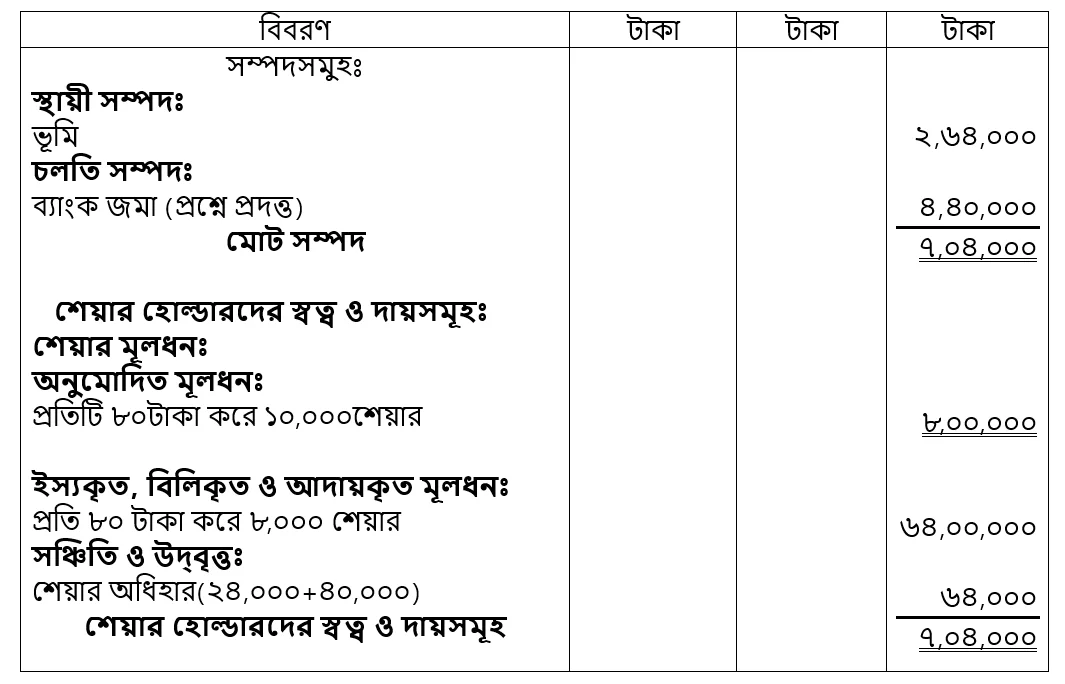 বিবরণ টাকা টাকা টাকা
সম্পদসমুহঃ
স্থায়ী সম্পদঃ
ভূমি ২,৬৪,০০০
চলতি সম্পদঃ
ব্যাংক জমা (প্রশ্নে প্রদত্ত) ৪,৪০,০০০
মোট সম্পদ ৭,০৪,০০০
শেয়ার হোল্ডারদের স্বত্ব ও দায়সমূহঃ
শেয়ার মূলধনঃ
অনুমোদিত মূলধনঃ
প্রতিটি ৮০টাকা করে ১০,০০০শেয়ার ৮,০০,০০০
ইস্যকৃত, বিলিকৃত ও আদায়কৃত মূলধনঃ
প্রতি ৮০ টাকা করে ৮,০০০ শেয়ার ৬৪,০০,০০০
সঞ্চিতি ও উদ্‌বৃত্তঃ
শেয়ার অধিহার(২৪,০০০+৪০,০০০) ৬৪,০০০
শেয়ার হোল্ডারদের স্বত্ব ও দায়সমূহ ৭,০৪,০০০